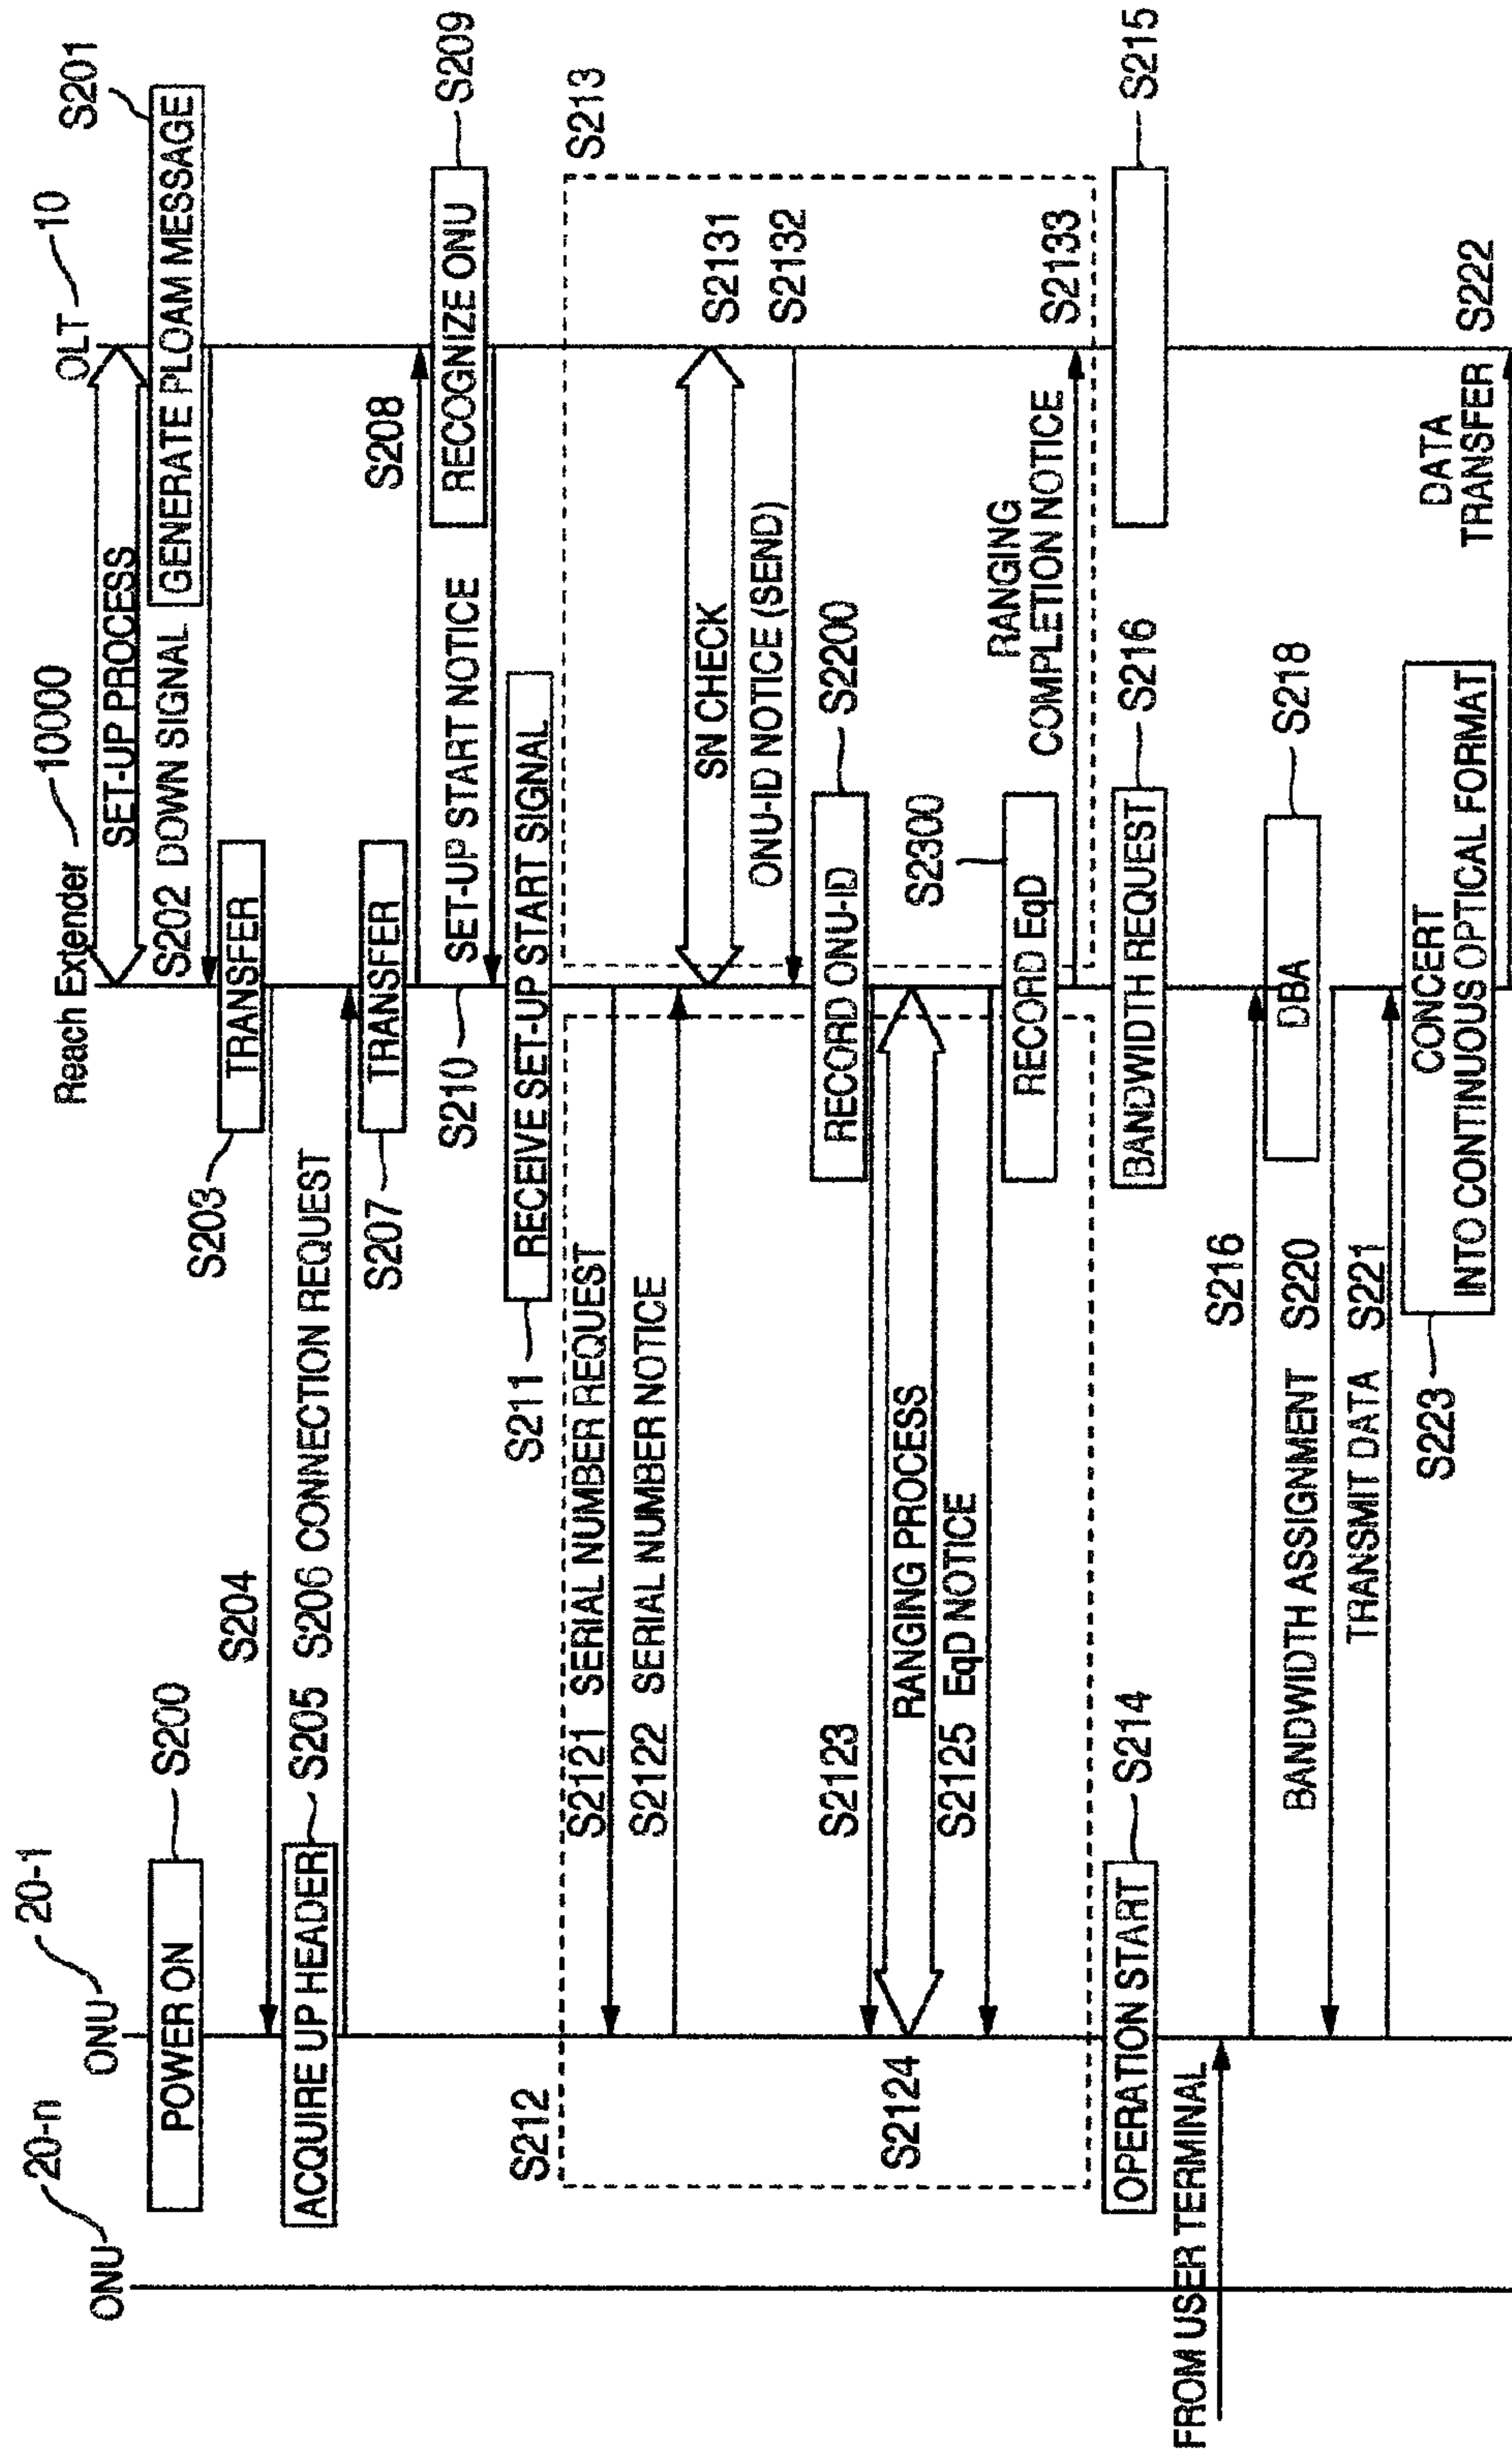 ONU
20-n
ONU
20-1
Reach Extender
10000
OLT
10
SET-UP PROCESS
POWER ON
S200
GENERATE PLOAM MESSAGE
S201
S202 DOWN SIGNAL
TRANSFER
S203
S204
ACQUIRE UP HEADER
S205
S206 CONNECTION REQUEST
TRANSFER
S207
S208
RECOGNIZE ONU
S209
SET-UP START NOTICE
S210
RECEIVE SET-UP START SIGNAL
S211
S212
S213
S2121 SERIAL NUMBER REQUEST
S2122 SERIAL NUMBER NOTICE
SN CHECK
S2131
ONU-ID NOTICE (SEND)
S2132
RECORD ONU-ID
S2200
S2123
RANGING PROCESS
S2124
S2125 EqD NOTICE
RECORD EqD
S2300
RANGING
COMPLETION NOTICE
S2133
OPERATION START
S214
BANDWIDTH REQUEST
S216
S215
FROM USER TERMINAL
S216
DBA
S218
BANDWIDTH ASSIGNMENT S220
TRANSMIT DATA S221
CONCERT
INTO CONTINUOUS OPTICAL FORMAT
S223
DATA
TRANSFER
S222